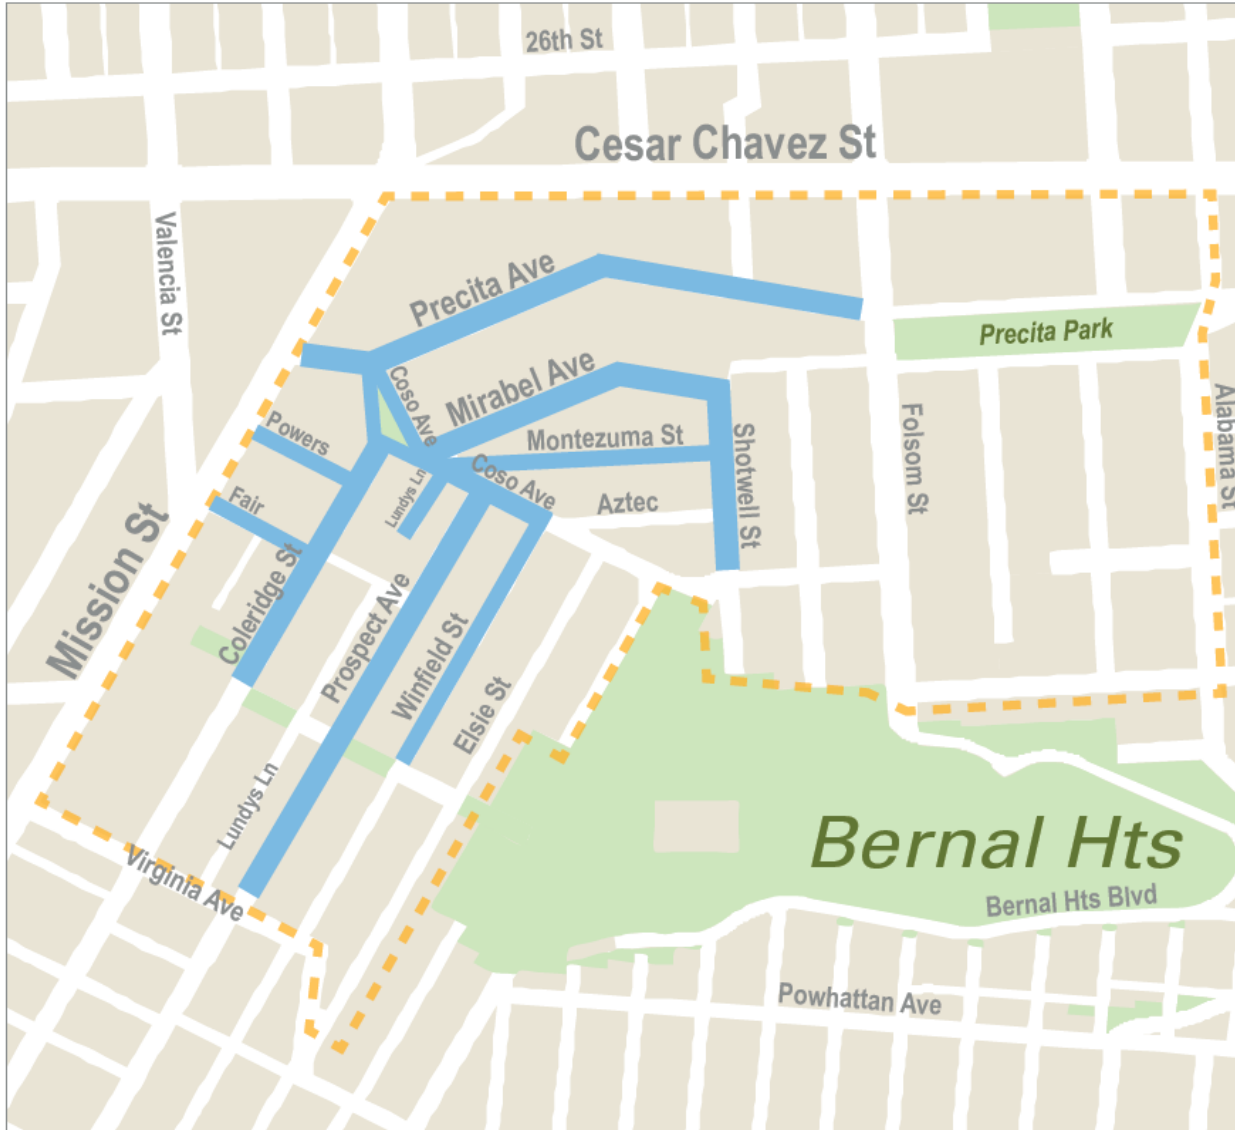 26th St
Cesar Chavez St
Valencia St
Precita Ave
Precita Park
Coso Ave
Mirabel Ave
Alabama St
Powers
Montezuma St
Folsom St
Shotwell St
Coso Ave
Lundys Ln
Fair
Aztec
Mission St
Coleridge St
Prospect Ave
Winfield St
Elsie St
Lundys Ln
Bernal Hts
Virginia Ave
Bernal Hts Blvd
Powhattan Ave